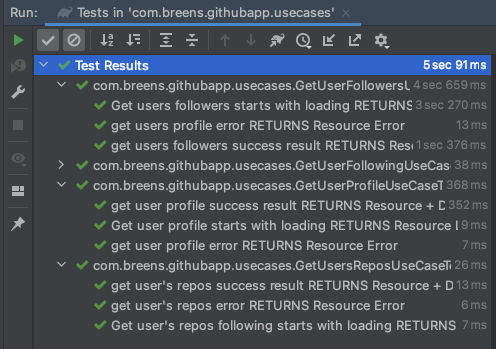 Run: Tests in 'com.breens.githubapp.usecases' ×
Test Results 5 sec 91 ms
com.breens.githubapp.usecases.GetUserFollowersU 4 sec 659 ms
Get users followers starts with loading RETURNS 3 sec 270 ms
get users profile error RETURNS Resource Error 13 ms
get users followers success result RETURNS Res 1 sec 376 ms
com.breens.githubapp.usecases.GetUserFollowingUseCas 38 ms
com.breens.githubapp.usecases.GetUserProfileUseCaseT 368 ms
get user profile success result RETURNS Resource + D 352 ms
Get user profile starts with loading RETURNS Resource L 9 ms
get user profile error RETURNS Resource Error 7 ms
com.breens.githubapp.usecases.GetUsersReposUseCaseTe 26 ms
get user's repos success result RETURNS Resource + D 13 ms
get user's repos error RETURNS Resource Error 6 ms
Get user's repos following starts with loading RETURNS 7 ms